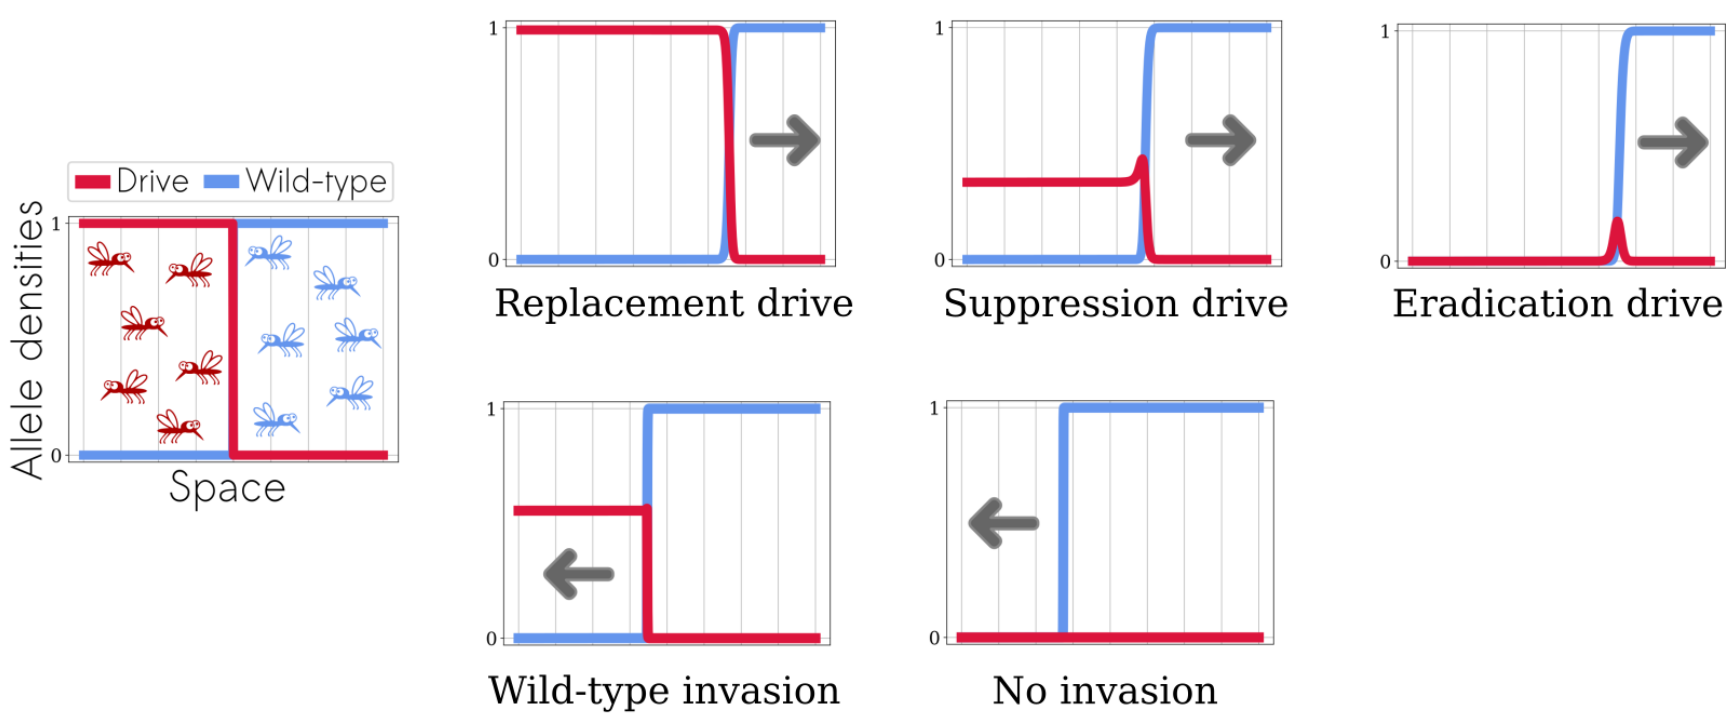 Drive Wild-type
Allele densities
1
0
Space
1
0
Replacement drive
1
0
Suppression drive
1
0
Eradication drive
1
0
Wild-type invasion
1
0
No invasion